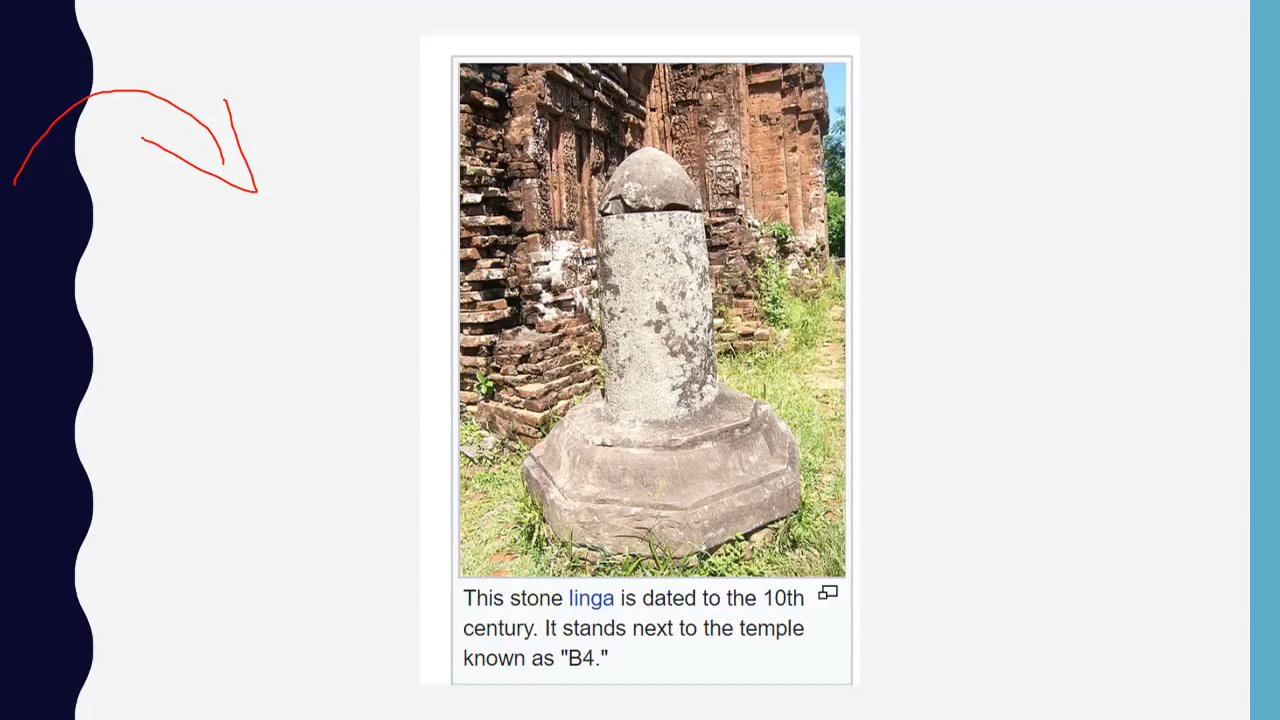 This stone linga is dated to the 10th
century. It stands next to the temple
known as "B4."